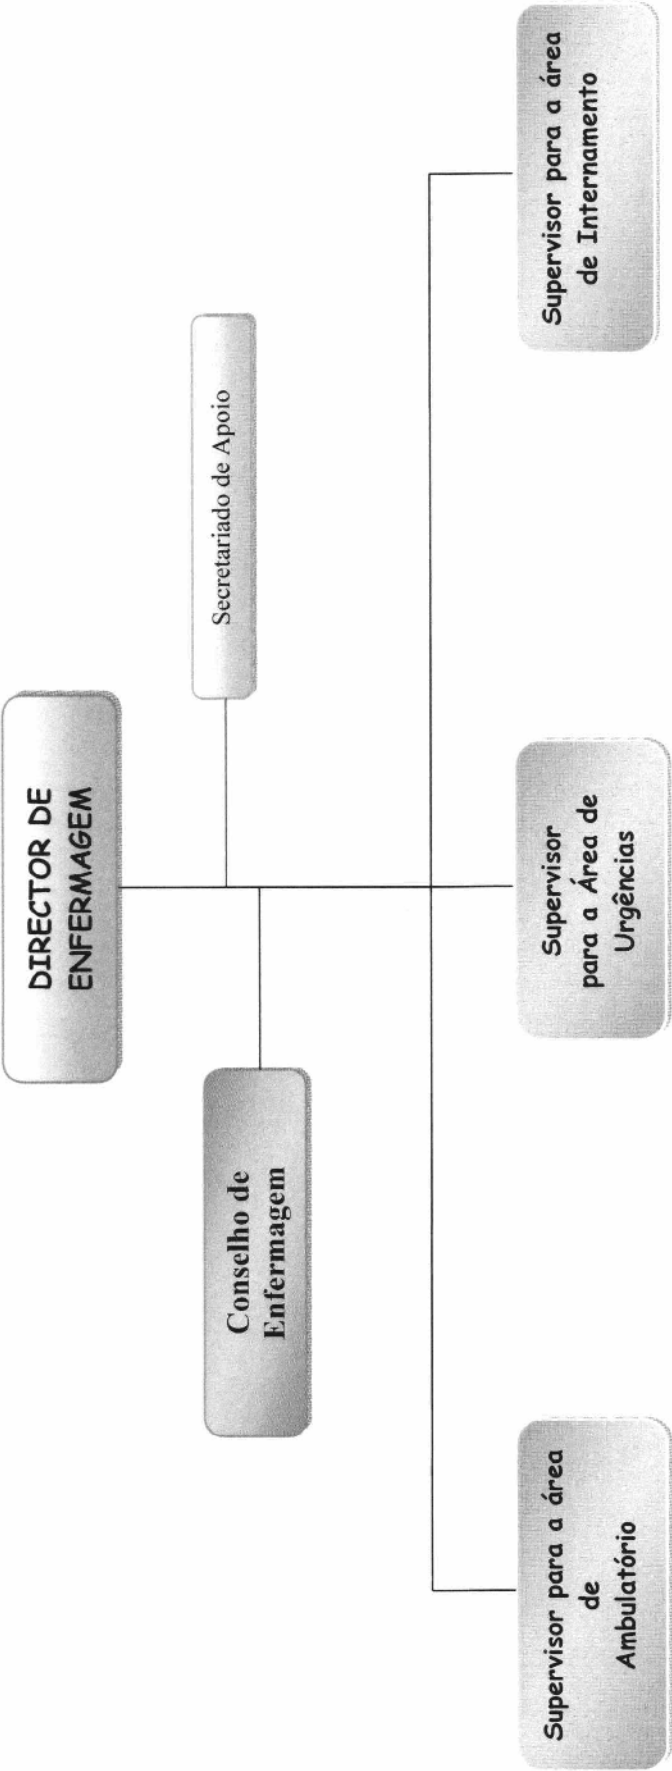 DIRECTOR DE
ENFERMAGEM
Secretariado de Apoio
Conselho de
Enfermagem
Supervisor para a área
de
Ambulatório
Supervisor
para a Área de
Urgências
Supervisor para a área
de Internamento